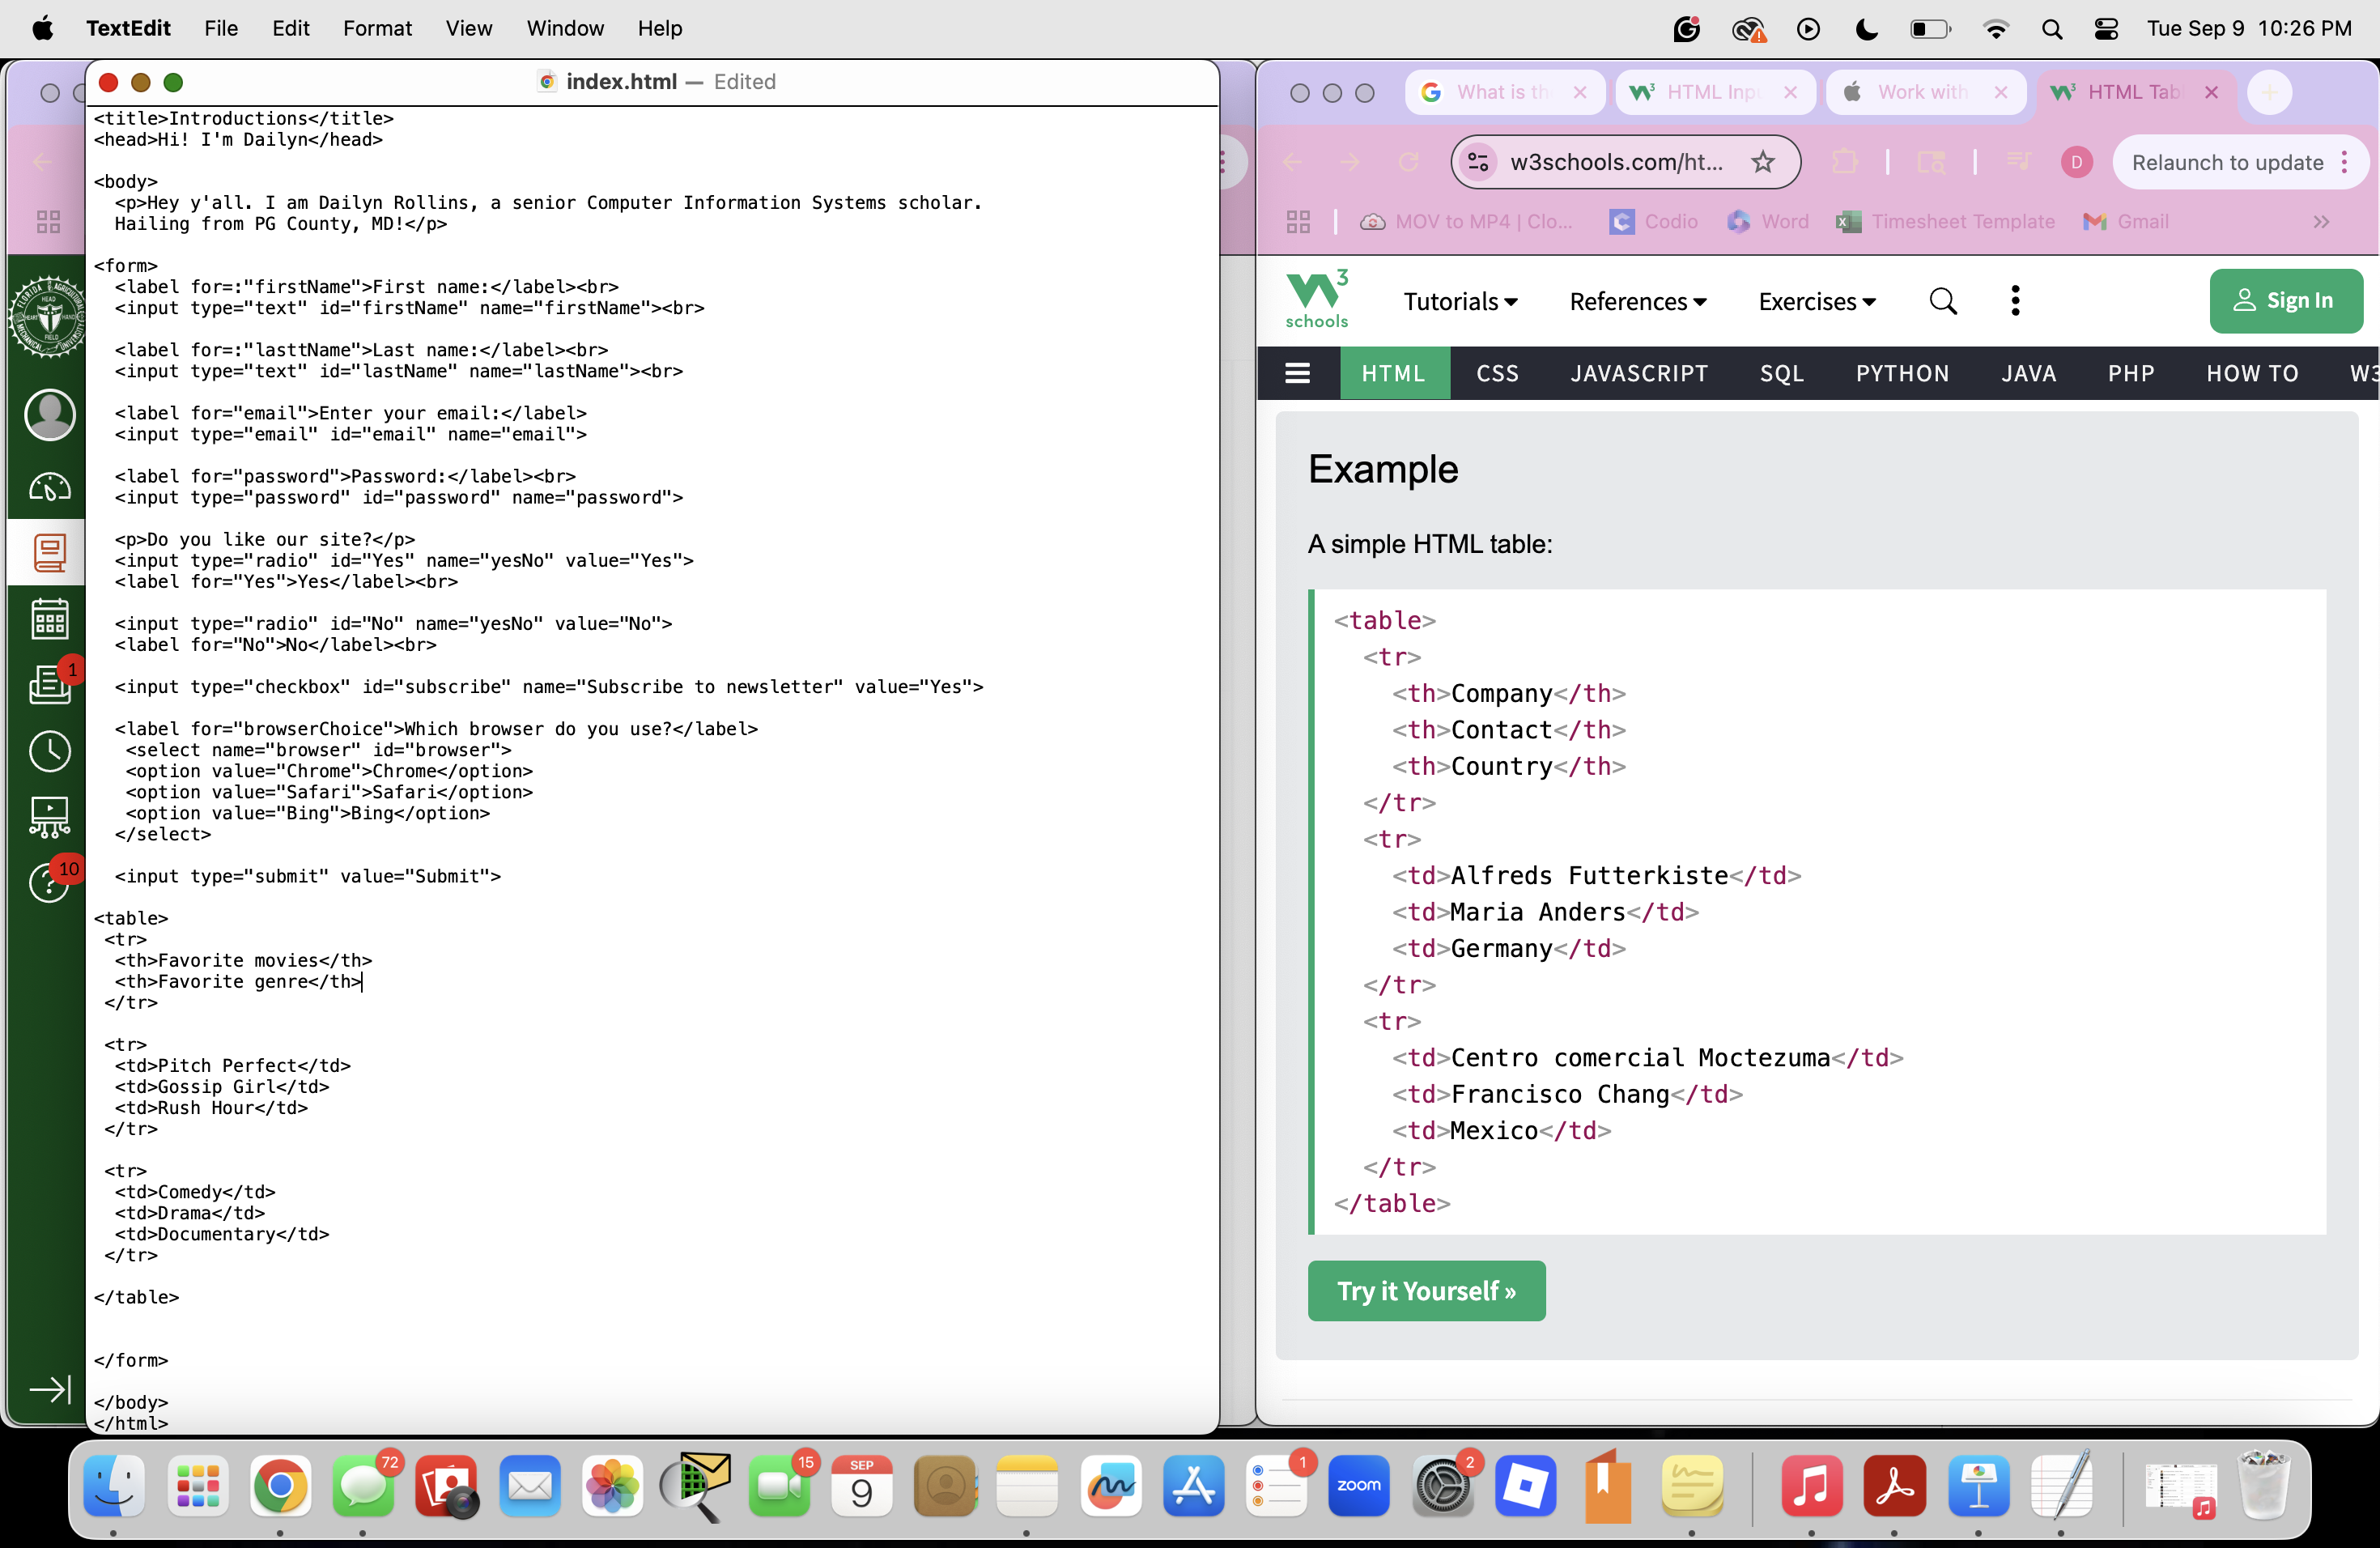 TextEdit File Edit Format View Window Help
Tue Sep 9 10:26 PM
index.html — Edited
<title>Introductions</title>
<head>Hi! I'm Dailyn</head>
<body>
<p>Hey y'all. I am Dailyn Rollins, a senior Computer Information Systems scholar.
Hailing from PG County, MD!</p>
<form>
<label for=:"firstName">First name:</label><br>
<input type="text" id="firstName" name="firstName"><br>
<label for=:"lasttName">Last name:</label><br>
<input type="text" id="lastName" name="lastName"><br>
<label for="email">Enter your email:</label>
<input type="email" id="email" name="email">
<label for="password">Password:</label><br>
<input type="password" id="password" name="password">
<p>Do you like our site?</p>
<input type="radio" id="Yes" name="yesNo" value="Yes">
<label for="Yes">Yes</label><br>
<input type="radio" id="No" name="yesNo" value="No">
<label for="No">No</label><br>
<input type="checkbox" id="subscribe" name="Subscribe to newsletter" value="Yes">
<label for="browserChoice">Which browser do you use?</label>
<select name="browser" id="browser">
<option value="Chrome">Chrome</option>
<option value="Safari">Safari</option>
<option value="Bing">Bing</option>
</select>
<input type="submit" value="Submit">
<table>
<tr>
<th>Favorite movies</th>
<th>Favorite genre</th>
</tr>
<tr>
<td>Pitch Perfect</td>
<td>Gossip Girl</td>
<td>Rush Hour</td>
</tr>
<tr>
<td>Comedy</td>
<td>Drama</td>
<td>Documentary</td>
</tr>
</table>
</form>
</body>
</html>
1
10
What is th
HTML Inp
Work with
HTML Tab
w3schools.com/ht...
D
Relaunch to update
MOV to MP4 | Clo...
Codio
Word
Timesheet Template
Gmail
W3
schools
Tutorials
References
Exercises
Sign In
HTML CSS JAVASCRIPT SQL PYTHON JAVA PHP HOW TO W3
Example
A simple HTML table:
<table>
<tr>
<th>Company</th>
<th>Contact</th>
<th>Country</th>
</tr>
<tr>
<td>Alfreds Futterkiste</td>
<td>Maria Anders</td>
<td>Germany</td>
</tr>
<tr>
<td>Centro comercial Moctezuma</td>
<td>Francisco Chang</td>
<td>Mexico</td>
</tr>
</table>
Try it Yourself »
72
15
SEP
9
1
zoom
2